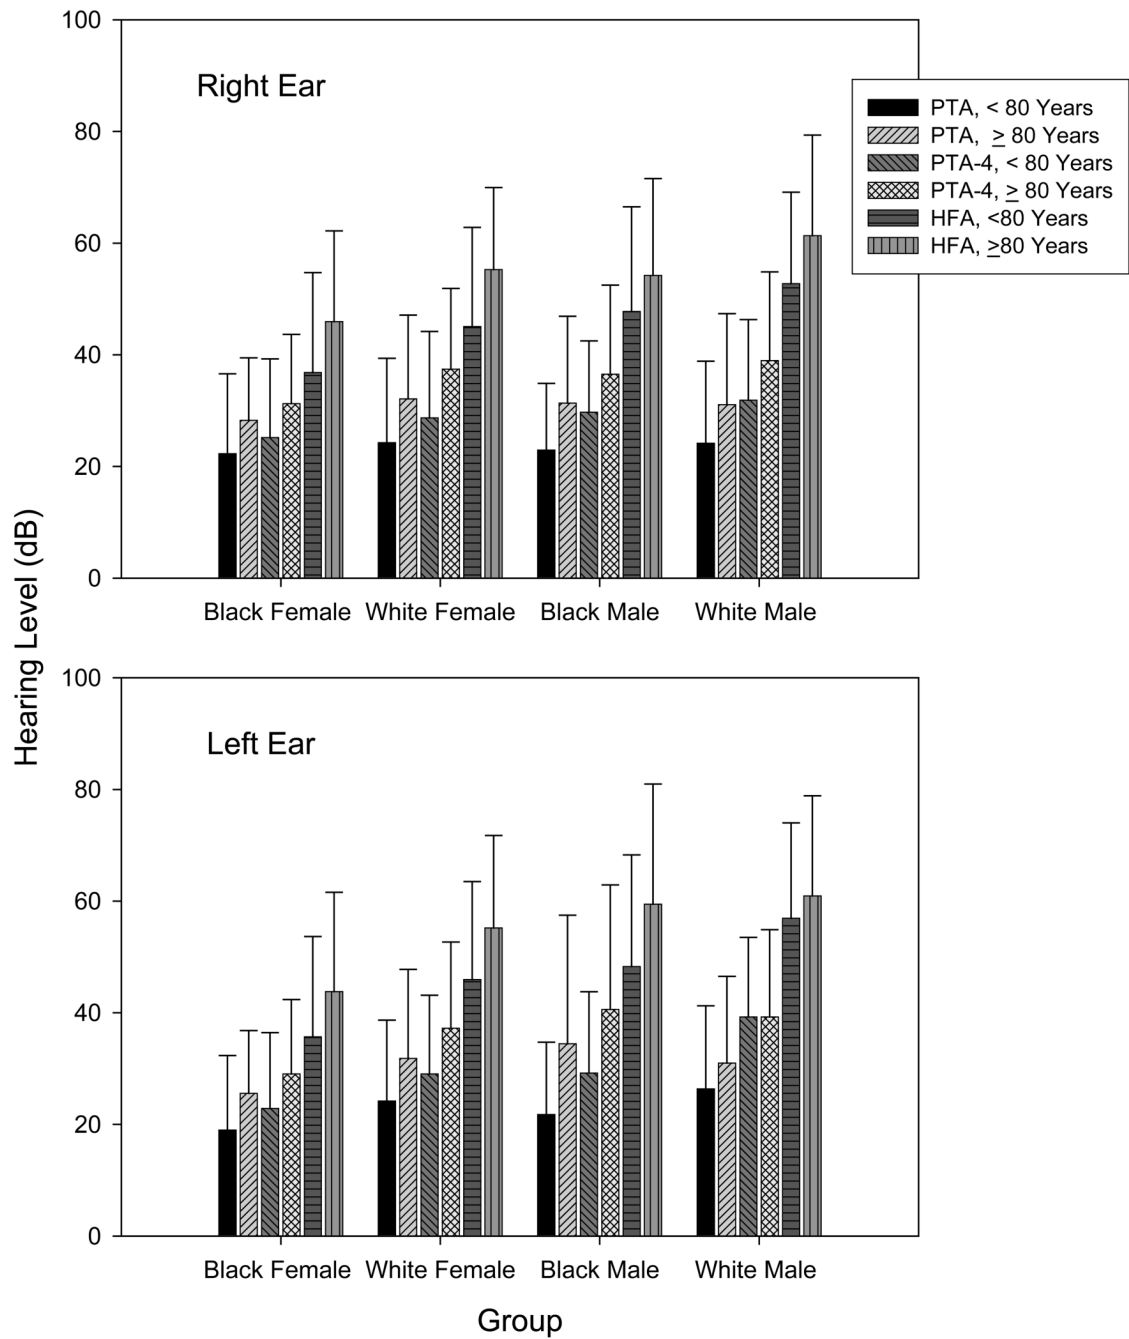 100
80
60
40
20
0
Right Ear
PTA, < 80 Years
PTA, ≥ 80 Years
PTA-4, < 80 Years
PTA-4, ≥ 80 Years
HFA, <80 Years
HFA, ≥80 Years
Black Female White Female Black Male White Male
Hearing Level (dB)
100
80
60
40
20
0
Left Ear
Black Female White Female Black Male White Male
Group